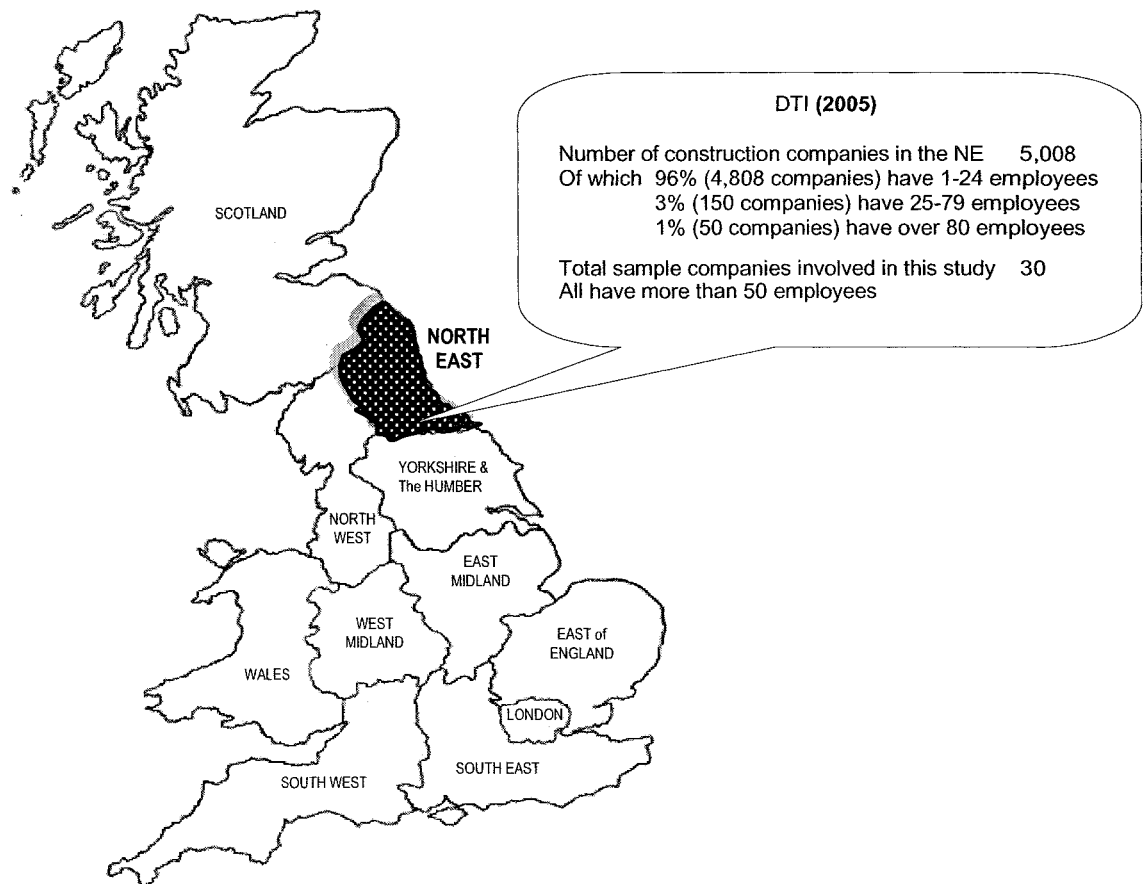 DTI (2005)
Number of construction companies in the NE 5,008
Of which 96% (4,808 companies) have 1-24 employees
3% (150 companies) have 25-79 employees
1% (50 companies) have over 80 employees
Total sample companies involved in this study 30
All have more than 50 employees
SCOTLAND
NORTH
EAST
YORKSHIRE &
The HUMBER
NORTH
WEST
EAST
MIDLAND
WEST
MIDLAND
EAST of
ENGLAND
WALES
LONDON
SOUTH WEST
SOUTH EAST